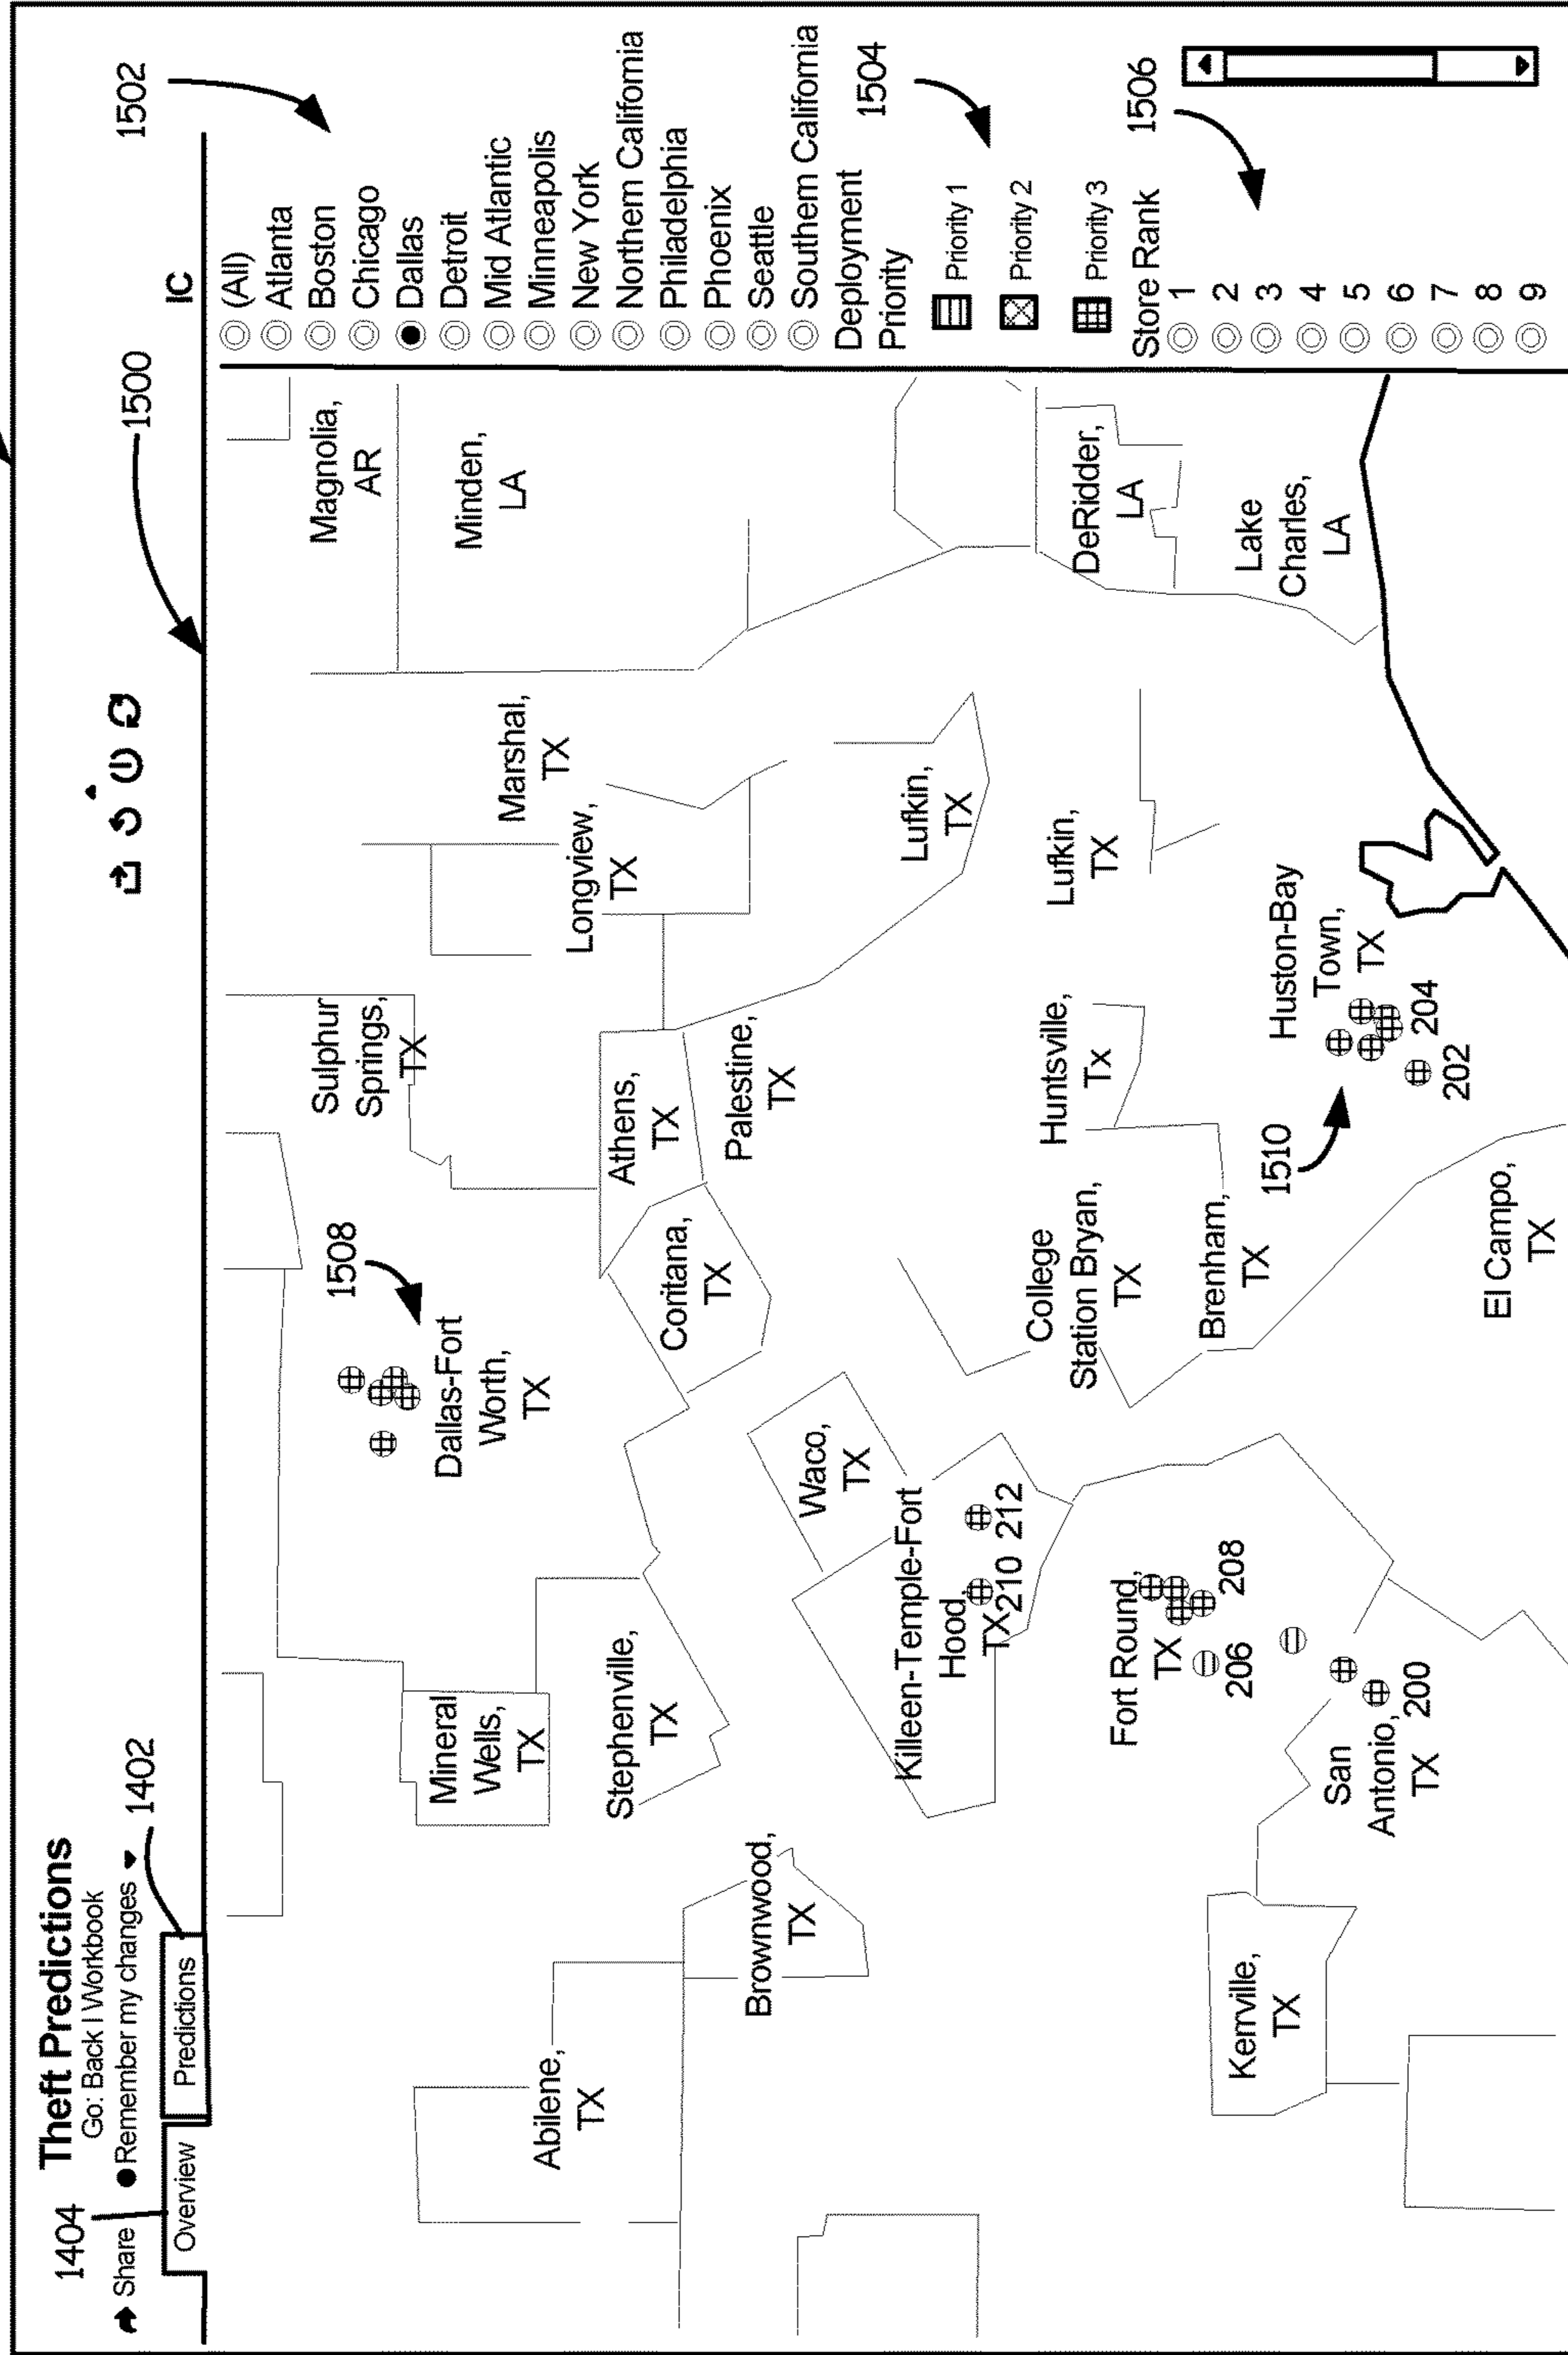 1404
Theft Predictions
Go: Back I Workbook
Share
Remember my changes
1402
Overview
Predictions
1500
IC
1502
(All)
Atlanta
Boston
Chicago
Dallas
Detroit
Mid Atlantic
Minneapolis
New York
Northern California
Philadelphia
Phoenix
Seattle
Southern California
Deployment
Priority
1504
Priority 1
Priority 2
Priority 3
Store Rank
1506
1
2
3
4
5
6
7
8
9
Magnolia,
AR
Minden,
LA
Marshal,
TX
Longview,
TX
Sulphur
Springs,
TX
1508
Dallas-Fort
Worth,
TX
Mineral
Wells,
TX
Abilene,
TX
Stephenville,
TX
Athens,
TX
Coritana,
TX
Palestine,
TX
Brownwood,
TX
Waco,
TX
Lufkin,
TX
Killeen-Temple-Fort
Hood,
TX
210
212
DeRidder,
LA
Lufkin,
TX
Huntsville,
Tx
College
Station Bryan,
TX
Fort Round,
TX
208
206
Brenham,
TX
Lake
Charles,
LA
Huston-Bay
Town,
TX
204
202
1510
Kerrville,
TX
San
Antonio,
TX
200
El Campo,
TX